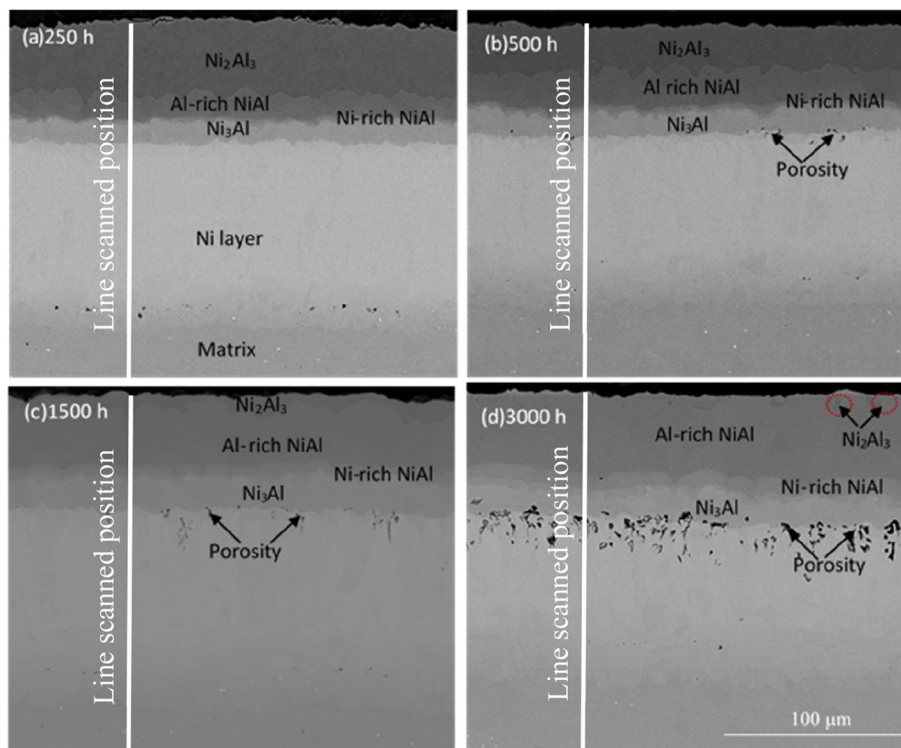 (a)250 h
Ni₂Al₃
Al-rich NiAl
Ni-rich NiAl
Ni₃Al
Ni layer
Matrix
Line scanned position
(b)500 h
Ni₂Al₃
Al rich NiAl
Ni-rich NiAl
Ni₃Al
Porosity
Line scanned position
(c)1500 h
Ni₂Al₃
Al-rich NiAl
Ni-rich NiAl
Ni₃Al
Porosity
Line scanned position
(d)3000 h
Al-rich NiAl
Ni₂Al₃
Ni-rich NiAl
Ni₃Al
Porosity
Line scanned position
100 μm